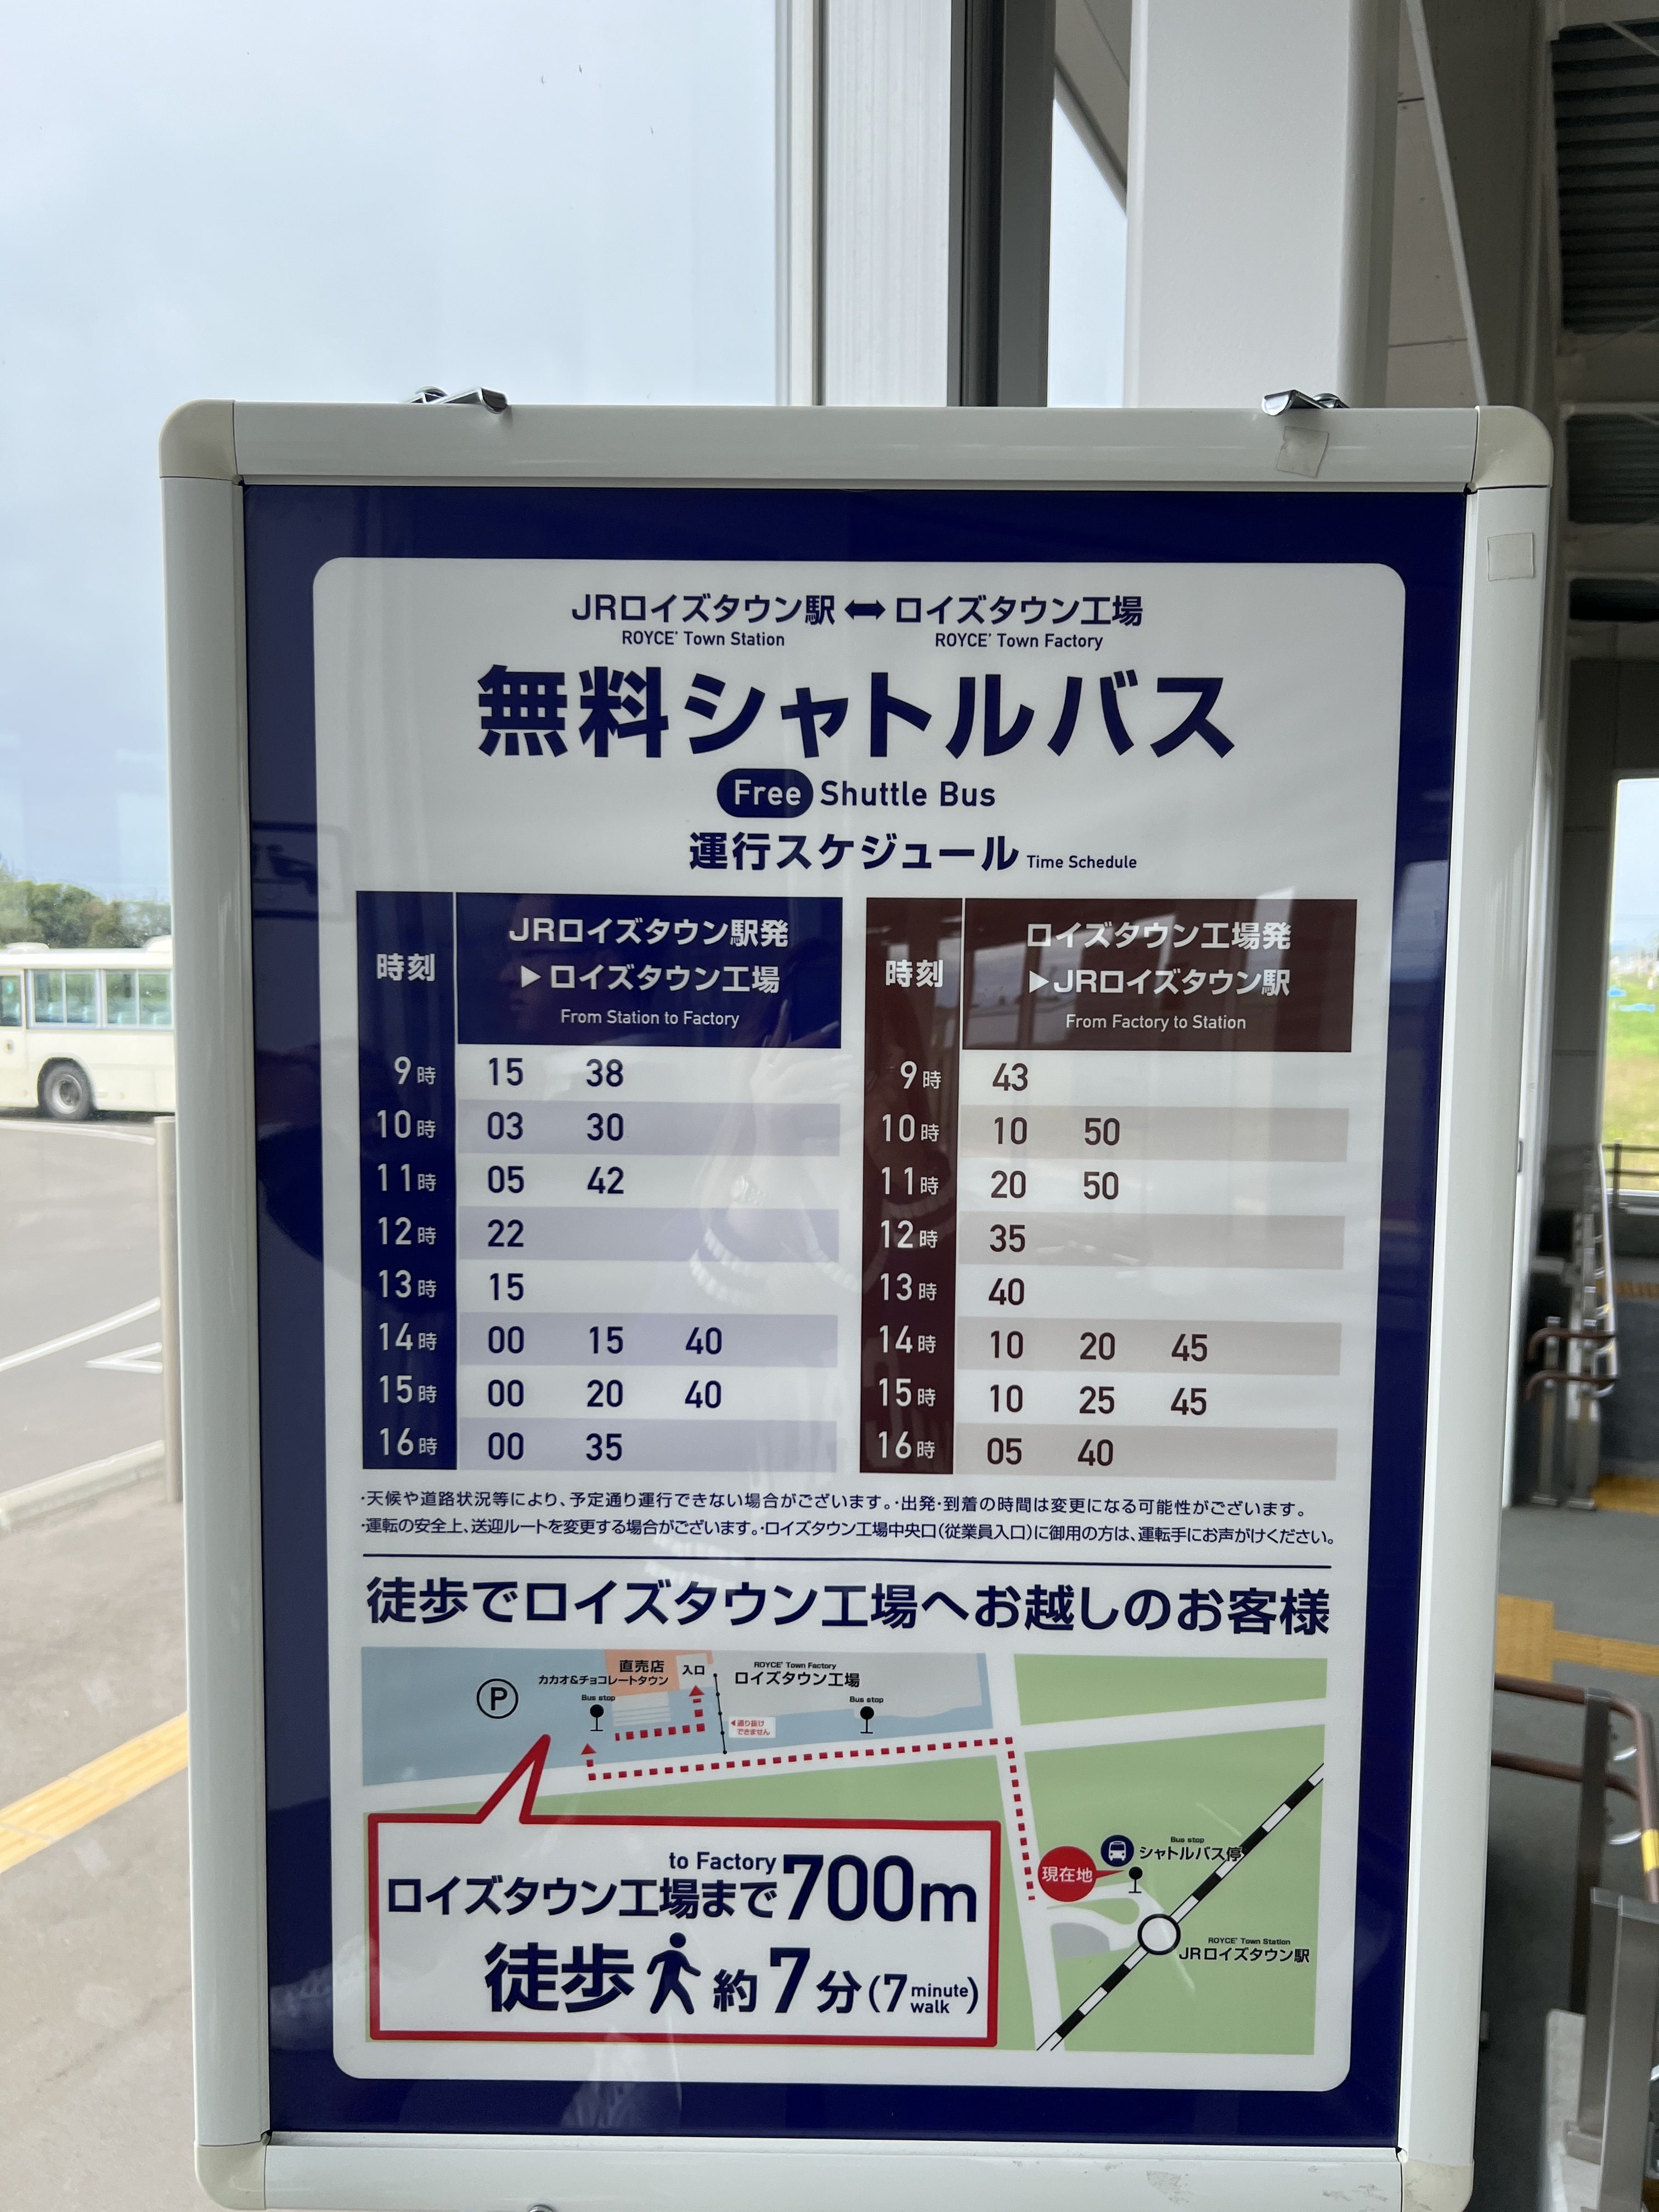 JRロイズタウン駅 ⬌ ロイズタウン工場
ROYCE' Town Station ROYCE' Town Factory
無料シャトルバス
Free Shuttle Bus
運行スケジュール Time Schedule
時刻 JRロイズタウン駅発
▶ロイズタウン工場
From Station to Factory
9時 15 38
10時 03 30
11時 05 42
12時 22
13時 15
14時 00 15 40
15時 00 20 40
16時 00 35
時刻 ロイズタウン工場発
▶JRロイズタウン駅
From Factory to Station
9時 43
10時 10 50
11時 20 50
12時 35
13時 40
14時 10 20 45
15時 10 25 45
16時 05 40
・天候や道路状況等により、予定通り運行できない場合がございます。・出発・到着の時間は変更になる可能性がございます。
・運転の安全上、送迎ルートを変更する場合がございます。・ロイズタウン工場中央口(従業員入口)に御用の方は、運転手にお声がけください。
徒歩でロイズタウン工場へお越しのお客様
直売店
カカオ&チョコレートタウン
入口
ROYCE' Town Factory
ロイズタウン工場
P
Bus stop
Bus stop
◀通り抜け
できません
to Factory
ロイズタウン工場まで700m
徒歩 約7分(7 minute walk)
現在地
Bus stop
シャトルバス停
ROYCE' Town Station
JRロイズタウン駅